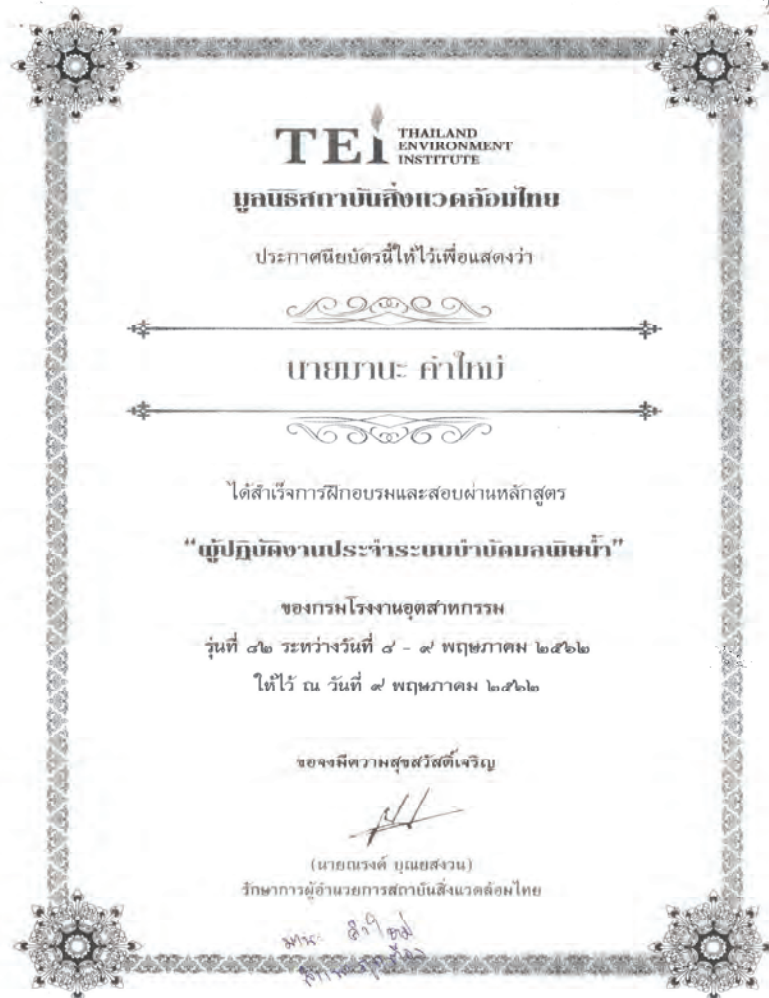 TEI THAILAND
ENVIRONMENT
INSTITUTE
มูลนิธิสถาบันสิ่งแวดล้อมไทย
ประกาศนียบัตรนี้ให้ไว้เพื่อแสดงว่า
นายมานะ คำใหม่
ได้สำเร็จการฝึกอบรมและสอบผ่านหลักสูตร
“ผู้ปฏิบัติงานประจำระบบบำบัดมลพิษน้ำ”
ของกรมโรงงานอุตสาหกรรม
ระหว่างวันที่ ๘ - ๙ พฤษภาคม ๒๕๖๒
ให้ไว้ ณ วันที่ ๙ พฤษภาคม ๒๕๖๒
ขอจงมีความสุขสวัสดิ์เจริญ
(นายณรงค์ บุณยสงวน)
รักษาการผู้อำนวยการสถาบันสิ่งแวดล้อมไทย
มานะ